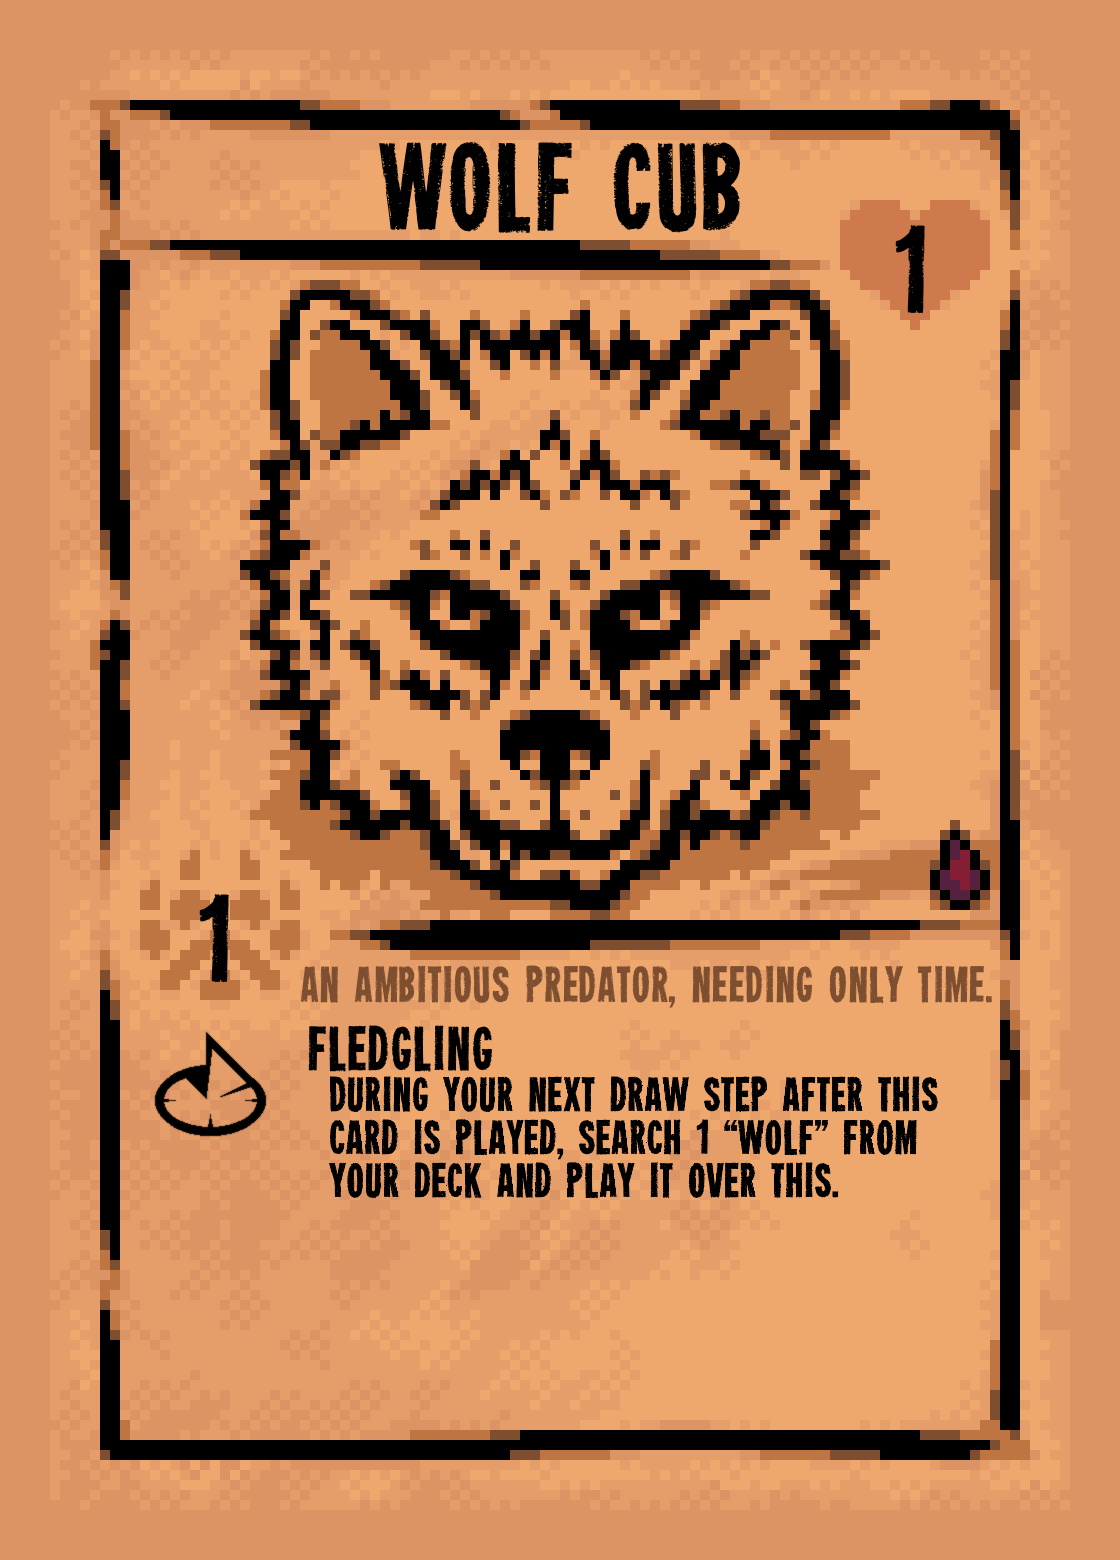 WOLF CUB
1
1
AN AMBITIOUS PREDATOR, NEEDING ONLY TIME.
FLEDGLING
DURING YOUR NEXT DRAW STEP AFTER THIS
CARD IS PLAYED, SEARCH 1 “WOLF” FROM
YOUR DECK AND PLAY IT OVER THIS.